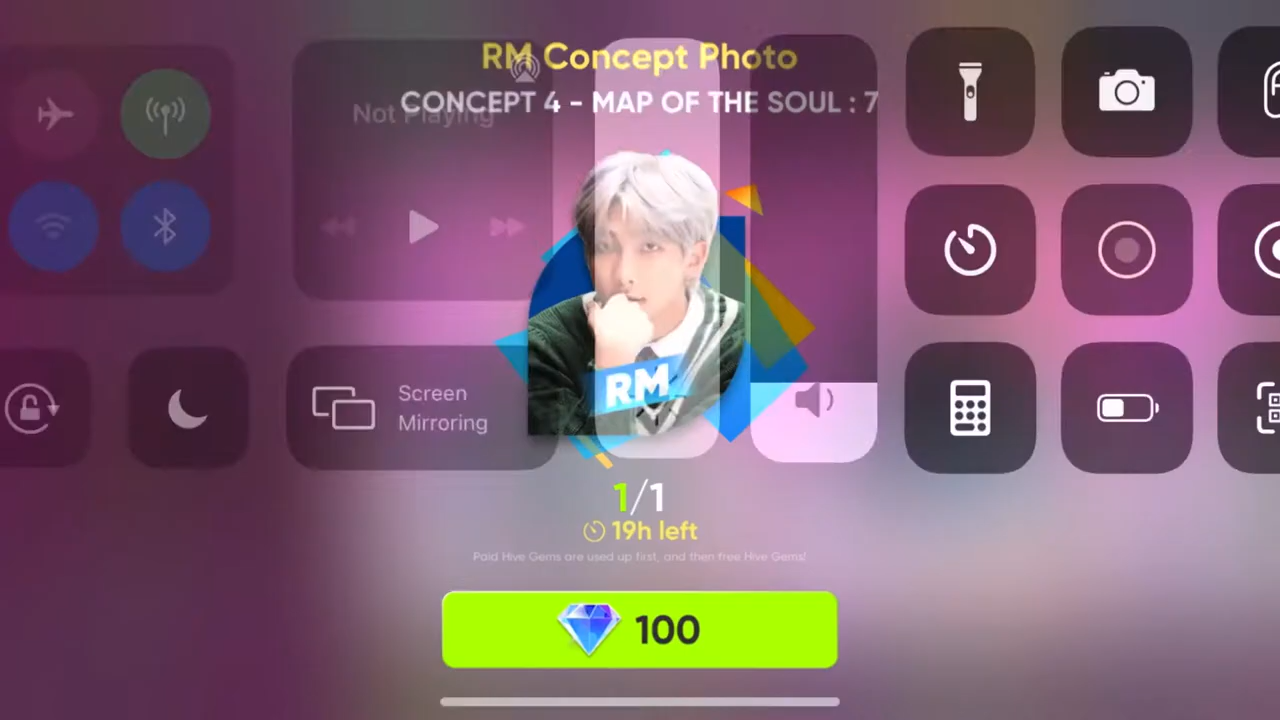 RM Concept Photo
CONCEPT 4 - MAP OF THE SOUL : 7
Not Playing
Screen
Mirroring
RM
1/1
19h left
Paid Hive Gems are used up first, and then free Hive Gems!
100